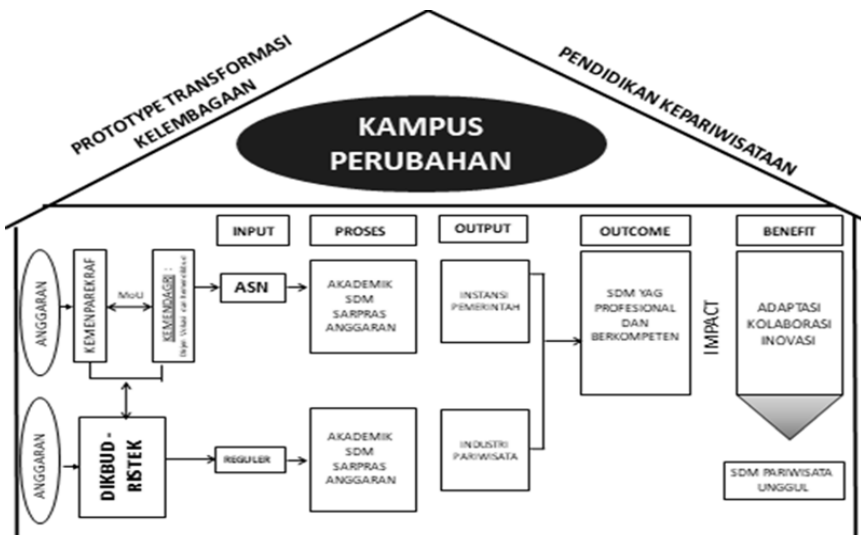 PROTOTYPE TRANSFORMASI
KELEMBAGAAN
PENDIDIKAN KEPARIWISATAAN
KAMPUS
PERUBAHAN
INPUT
PROSES
OUTPUT
OUTCOME
BENEFIT
ANGGARAN
KEMENPAREKRAF
MoU
KEMENDAGRI :
ASN
AKADEMIK
SDM
SARPRAS
ANGGARAN
INSTANSI
PEMERINTAH
SDM YAG
PROFESIONAL
DAN
BERKOMPETEN
IMPACT
ADAPTASI
KOLABORASI
INOVASI
ANGGARAN
DIKBUD-
RISTEK
REGULER
AKADEMIK
SDM
SARPRAS
ANGGARAN
INDUSTRI
PARIWISATA
SDM PARIWISATA
UNGGUL